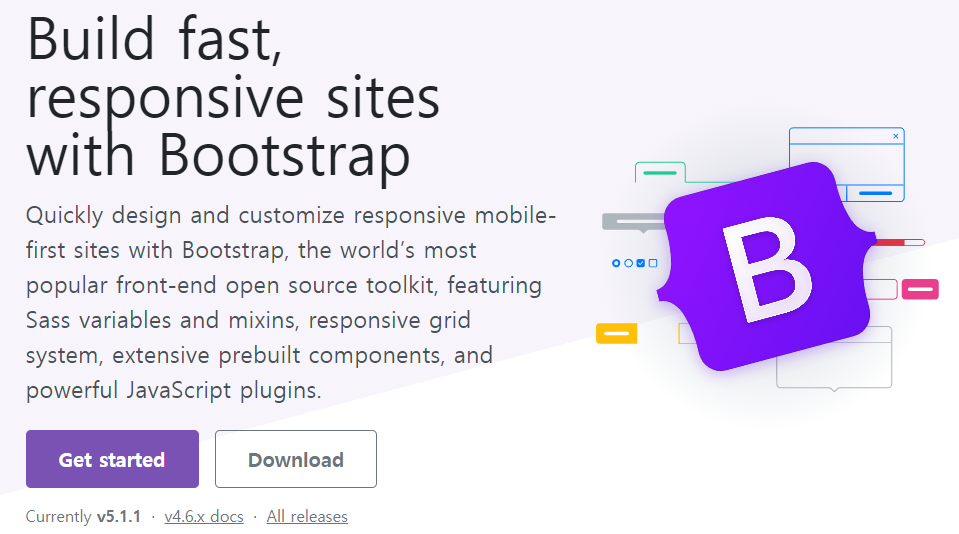 Build fast,
responsive sites
with Bootstrap
Quickly design and customize responsive mobile-
first sites with Bootstrap, the world’s most
popular front-end open source toolkit, featuring
Sass variables and mixins, responsive grid
system, extensive prebuilt components, and
powerful JavaScript plugins.
Get started Download
Currently v5.1.1 · v4.6.x docs · All releases
B